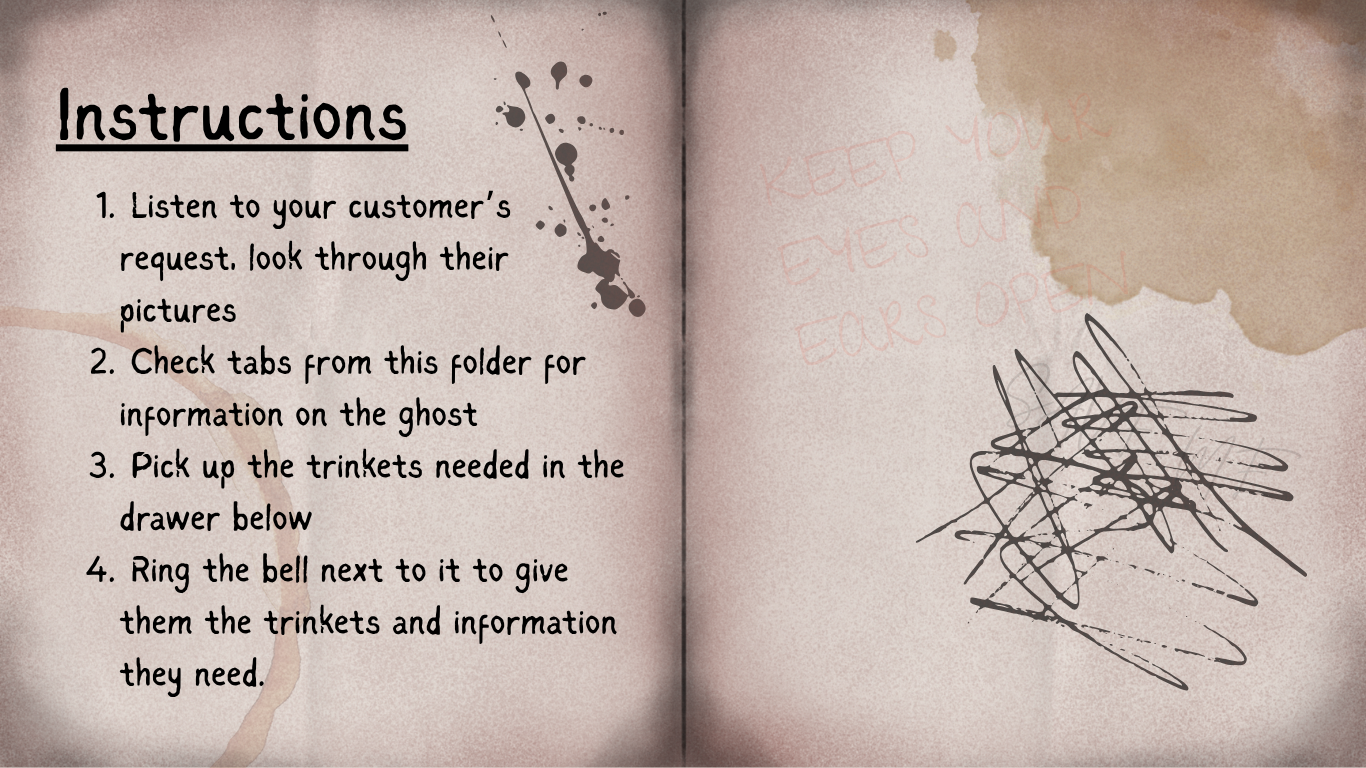 Instructions
1. Listen to your customer's
request, look through their
pictures
2. Check tabs from this folder for
information on the ghost
3. Pick up the trinkets needed in the
drawer below
4. Ring the bell next to it to give
them the trinkets and information
they need.
KEEP YOUR
EYES AND
EARS OPEN